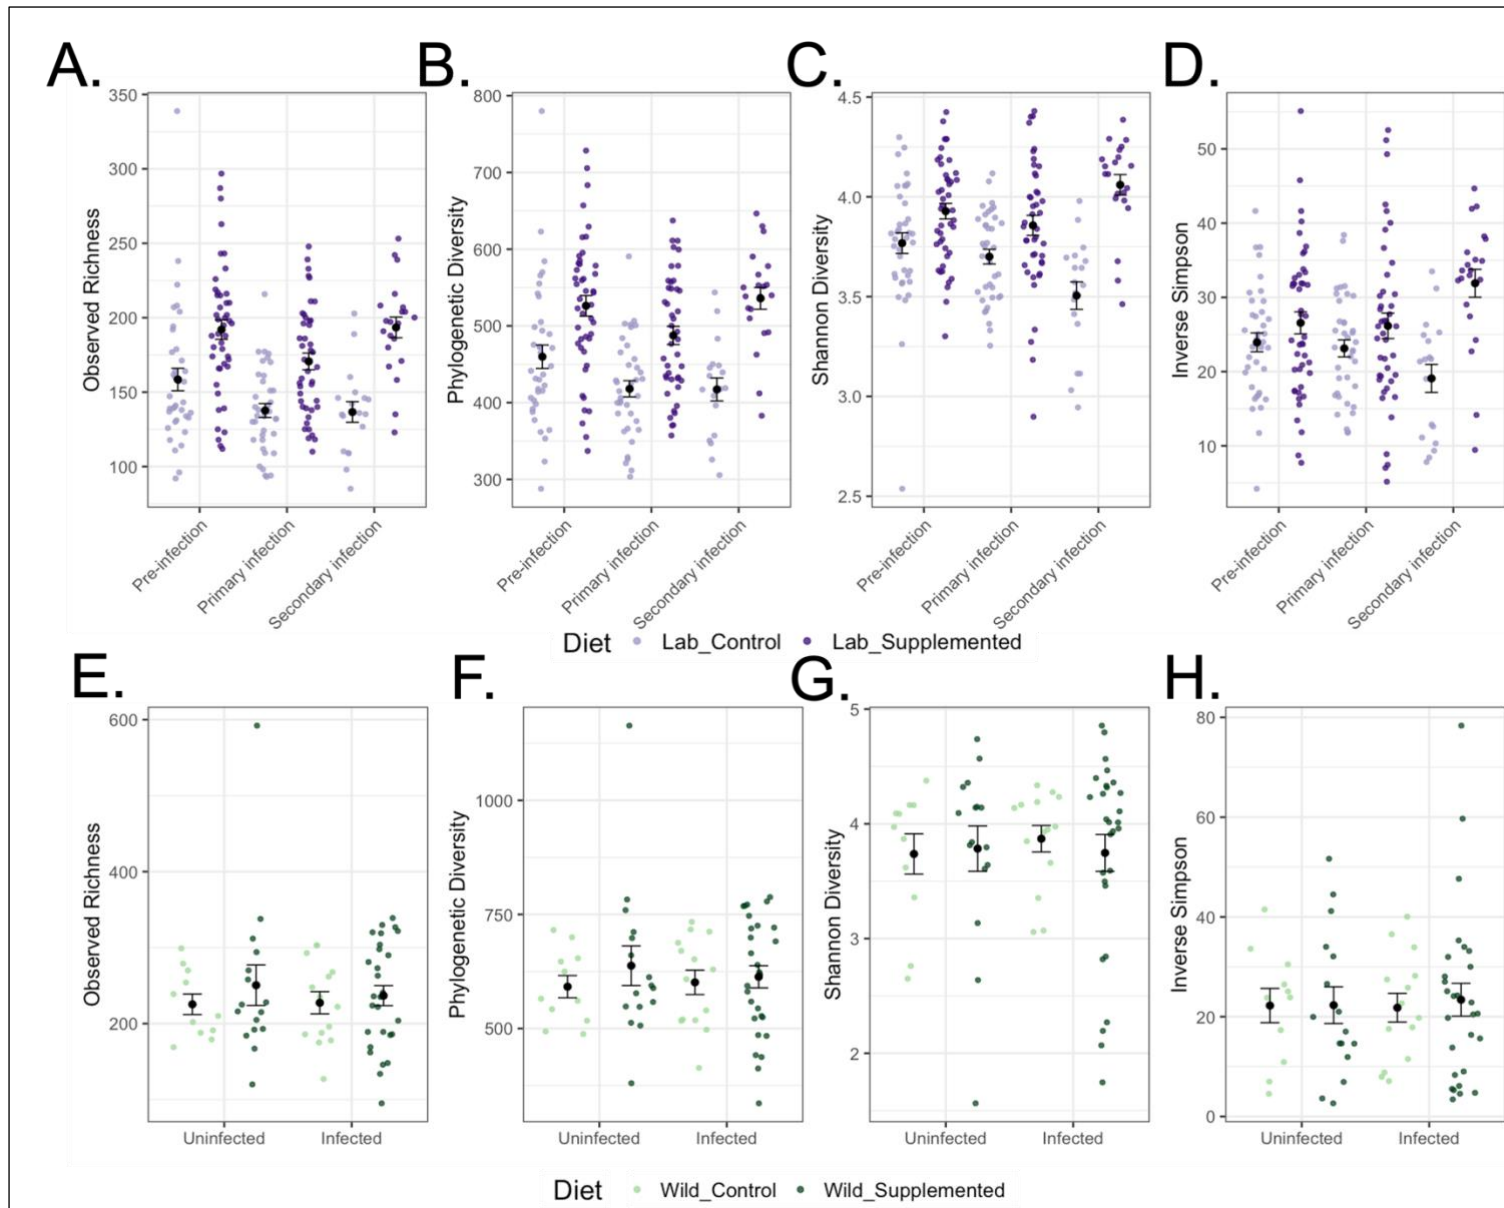 A. B. C. D.
Observed Richness
350
300
250
200
150
100
Pre-infection
Primary infection
Secondary infection
Phylogenetic Diversity
800
700
600
500
400
300
Pre-infection
Primary infection
Secondary infection
Shannon Diversity
4.5
4.0
3.5
3.0
2.5
Pre-infection
Primary infection
Secondary infection
Inverse Simpson
50
40
30
20
10
Pre-infection
Primary infection
Secondary infection
Diet Lab_Control Lab_Supplemented
E. F. G. H.
Observed Richness
600
400
200
Uninfected Infected
Phylogenetic Diversity
1000
750
500
Uninfected Infected
Shannon Diversity
5
4
3
2
Uninfected Infected
Inverse Simpson
80
60
40
20
0
Uninfected Infected
Diet Wild_Control Wild_Supplemented